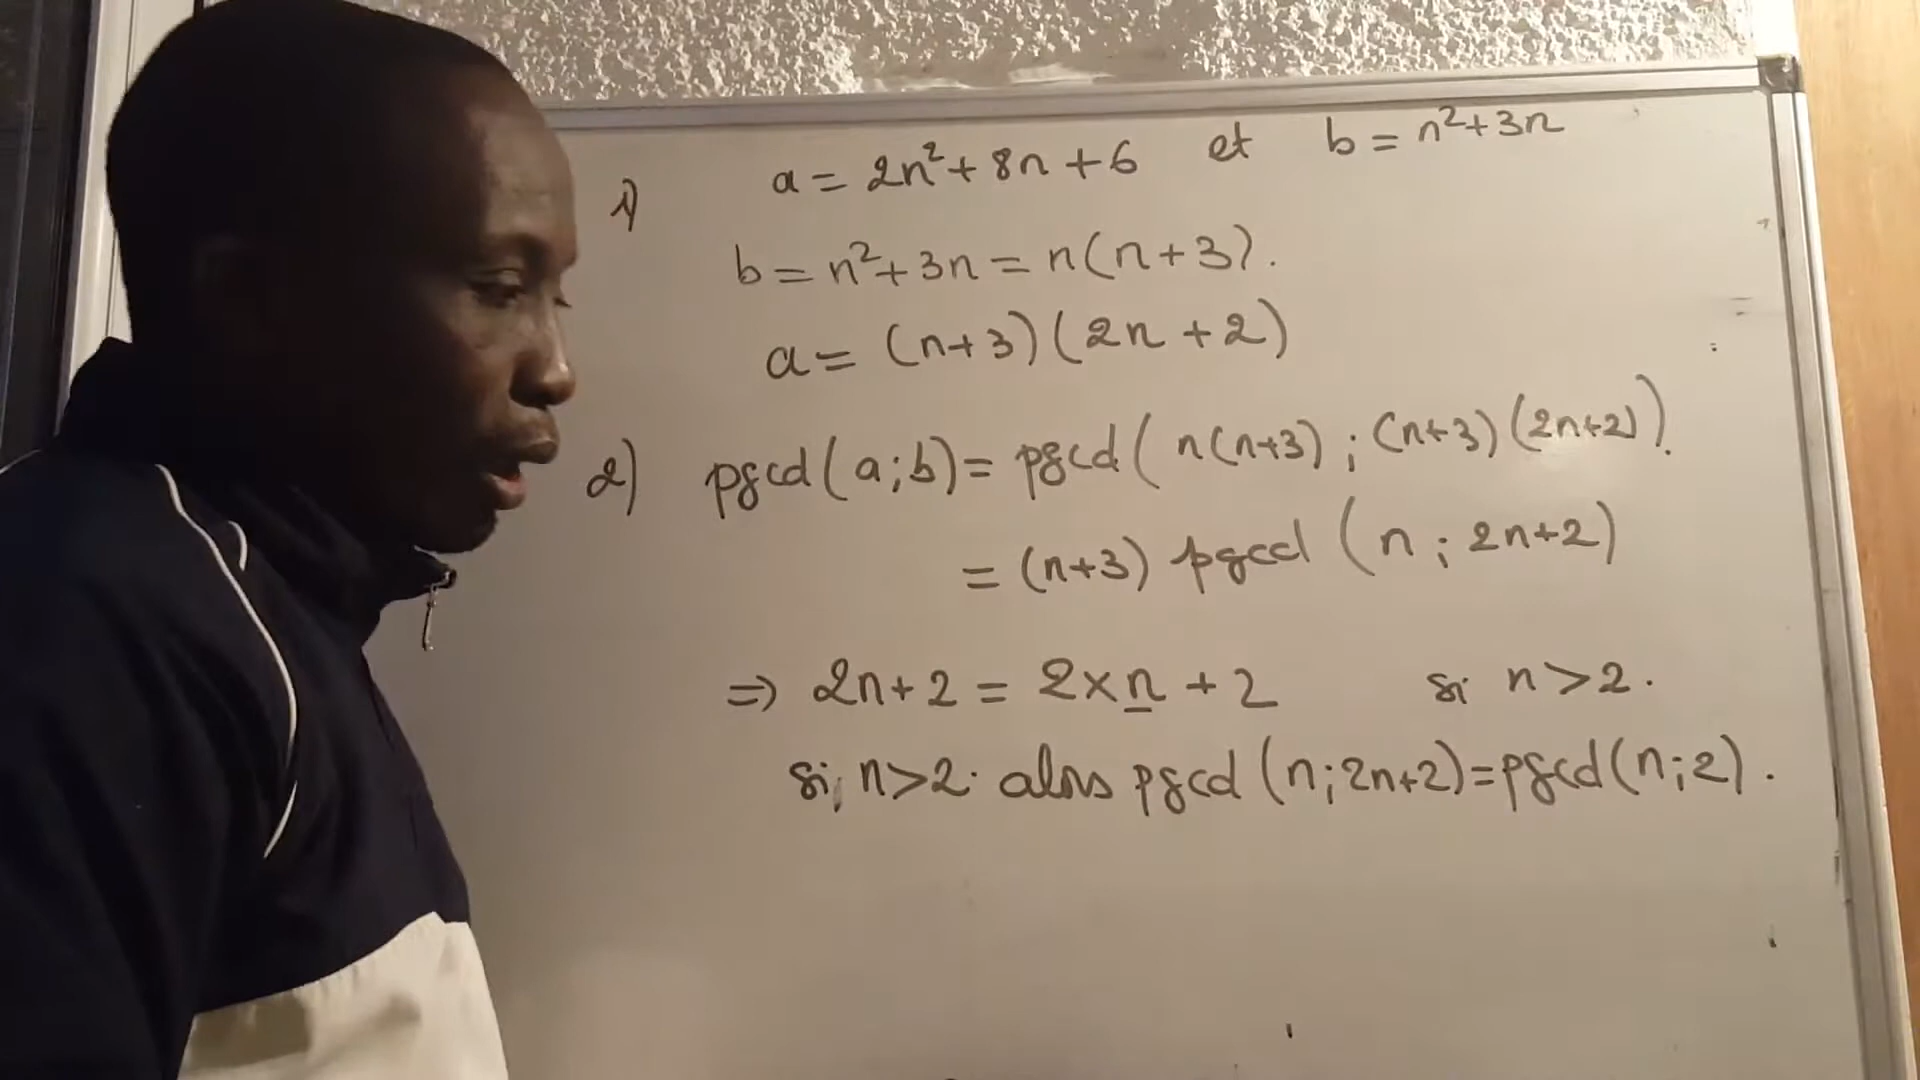 1) a = 2n²+ 8n + 6 et b = n²+3n
b = n²+3n = n(n+3).
a = (n+3)(2n+2)
2) pgcd(a;b)= pgcd( n(n+3) ; (n+3)(2n+2)).
= (n+3) pgcd (n ; 2n+2)
=> 2n+2 = 2×n + 2 si n>2.
si, n>2. alors pgcd (n;2n+2)=pgcd(n;2).